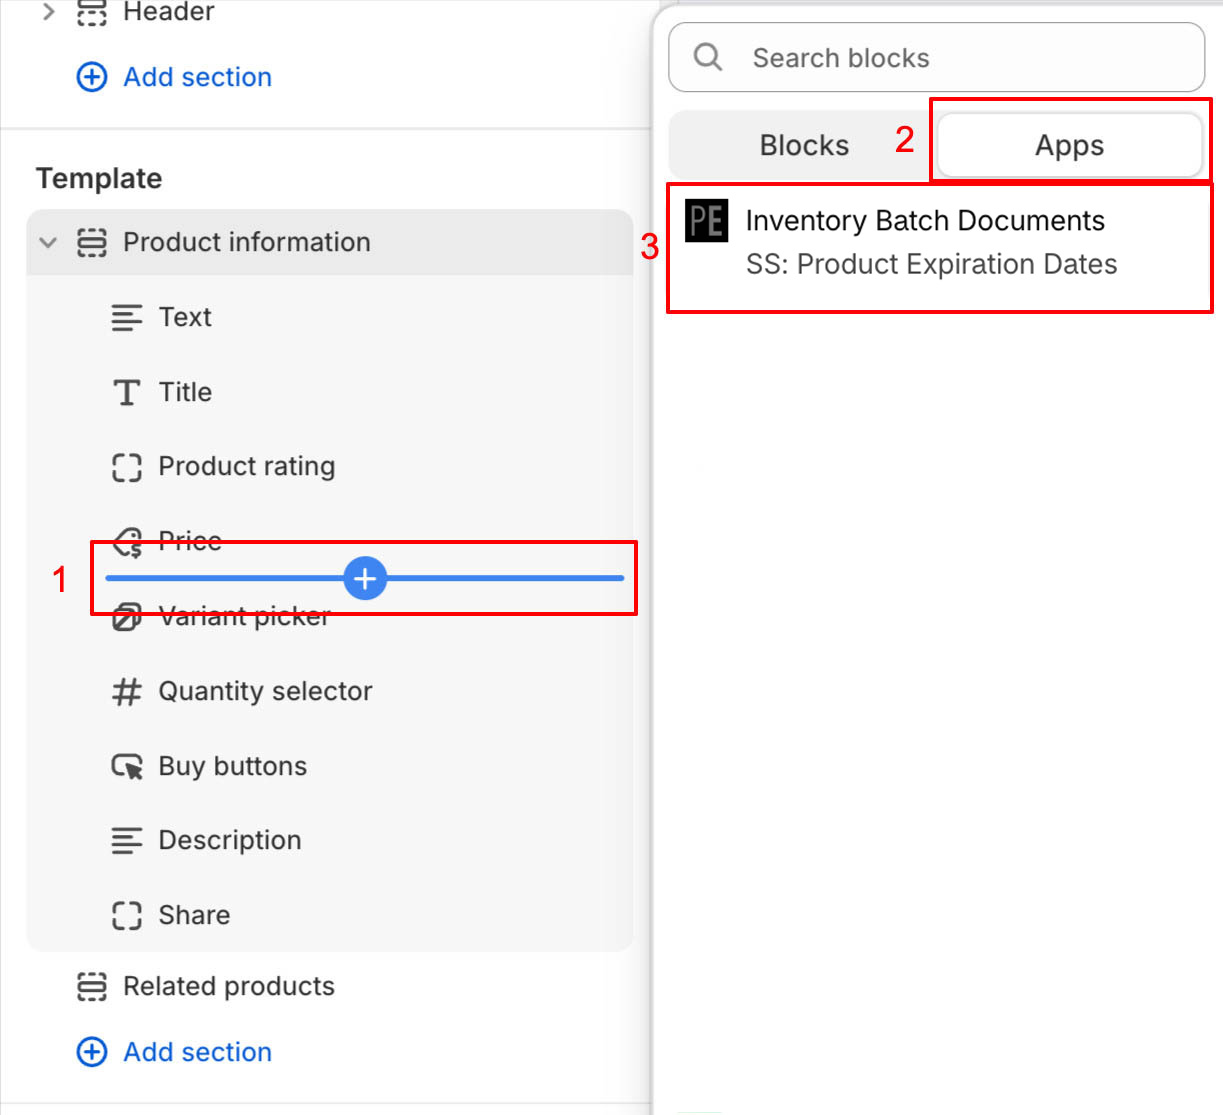 Header
Add section
Template
Product information
Text
Title
Product rating
Price
1
Variant picker
Quantity selector
Buy buttons
Description
Share
Related products
Add section
Search blocks
Blocks
2
Apps
3
PE
Inventory Batch Documents
SS: Product Expiration Dates